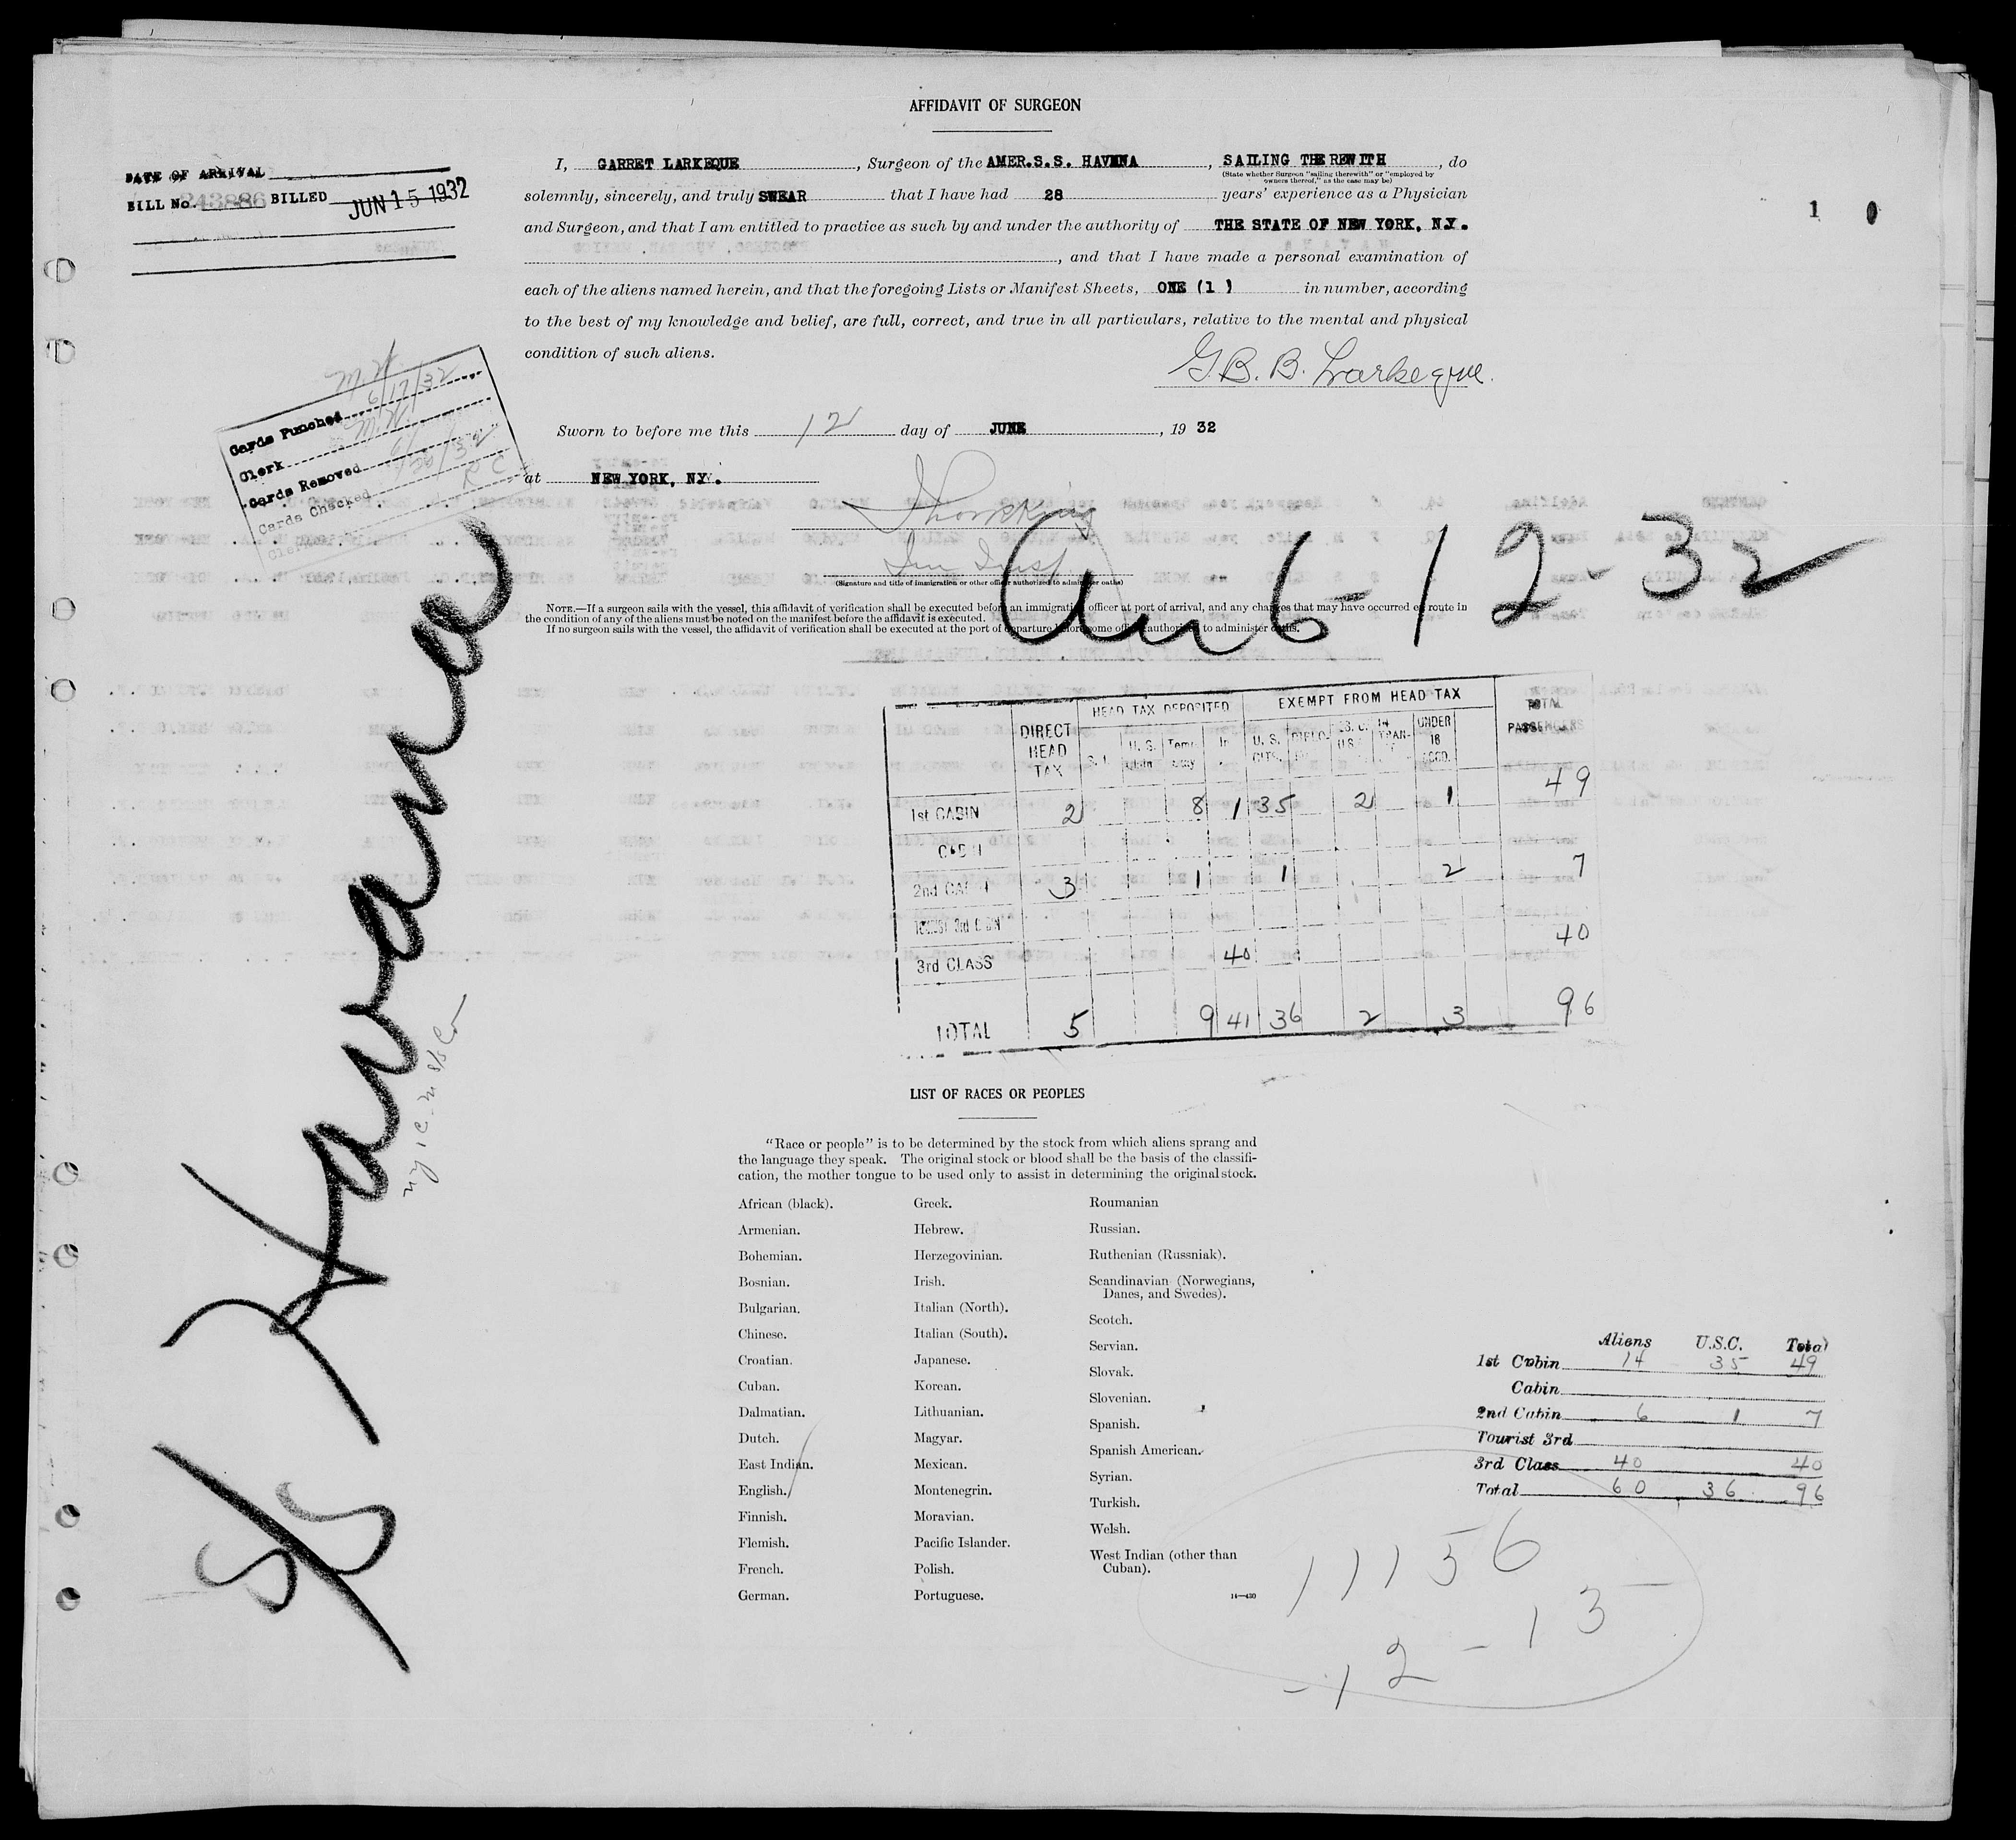 AFFIDAVIT OF SURGEON
DATE OF ARRIVAL
BILL No. 243886 BILLED JUN 15 1932
1 0
I, GARRET LARKEQUE, Surgeon of the AMER.S.S. HAVANA, SAILING THEREWITH, do
(State whether Surgeon "sailing therewith" or "employed by
owners thereof," as the case may be)
solemnly, sincerely, and truly SWEAR that I have had 28 years' experience as a Physician
and Surgeon, and that I am entitled to practice as such by and under the authority of THE STATE OF NEW YORK, N.Y.
, and that I have made a personal examination of
each of the aliens named herein, and that the foregoing Lists or Manifest Sheets, ONE (1) in number, according
to the best of my knowledge and belief, are full, correct, and true in all particulars, relative to the mental and physical
condition of such aliens.
G.B.B. Larkeque.
Cards Punched 6/17/32
Clerk
Cards Removed
Cards Checked
Clerk
Sworn to before me this 12 day of JUNE, 19 32
at NEW YORK, N.Y.
Imm Insp
(Signature and title of immigration or other officer authorized to administer oaths)
Arr 6-12-32
NOTE.—If a surgeon sails with the vessel, this affidavit of verification shall be executed before an immigration officer at port of arrival, and any changes that may have occurred en route in
the condition of any of the aliens must be noted on the manifest before the affidavit is executed.
If no surgeon sails with the vessel, the affidavit of verification shall be executed at the port of departure before some officer authorized to administer oaths.
S/S Havana
DIRECT HEAD TAX
HEAD TAX DEPOSITED
EXEMPT FROM HEAD TAX
TOTAL PASSENGERS
U.S. CITS.
UNDER 16 ACCD.
1st CABIN 2 8 1 35 2 1 49
CABIN
2nd CABIN 3 1 1 2 7
TOURIST 3rd CABIN
3rd CLASS 40 40
TOTAL 5 9 41 36 2 3 96
LIST OF RACES OR PEOPLES
"Race or people" is to be determined by the stock from which aliens sprang and
the language they speak. The original stock or blood shall be the basis of the classifi-
cation, the mother tongue to be used only to assist in determining the original stock.
African (black).
Armenian.
Bohemian.
Bosnian.
Bulgarian.
Chinese.
Croatian.
Cuban.
Dalmatian.
Dutch.
East Indian.
English.
Finnish.
Flemish.
French.
German.
Greek.
Hebrew.
Herzegovinian.
Irish.
Italian (North).
Italian (South).
Japanese.
Korean.
Lithuanian.
Magyar.
Mexican.
Montenegrin.
Moravian.
Pacific Islander.
Polish.
Portuguese.
Roumanian
Russian.
Ruthenian (Russniak).
Scandinavian (Norwegians,
Danes, and Swedes).
Scotch.
Servian.
Slovak.
Slovenian.
Spanish.
Spanish American.
Syrian.
Turkish.
Welsh.
West Indian (other than
Cuban).
14—430
Aliens U.S.C. Total
1st Cabin 14 35 49
Cabin
2nd Cabin 6 1 7
Tourist 3rd
3rd Class 40 40
Total 60 36 96
11156
-12-13